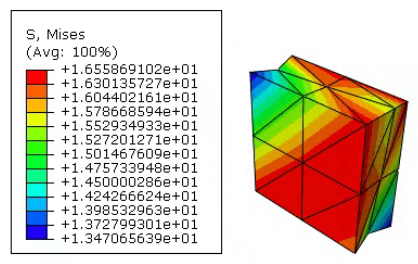 S, Mises
(Avg: 100%)
+1.655869102e+01
+1.630135727e+01
+1.604402161e+01
+1.578668594e+01
+1.552934933e+01
+1.527201271e+01
+1.501467609e+01
+1.475733948e+01
+1.450000286e+01
+1.424266624e+01
+1.398532963e+01
+1.372799301e+01
+1.347065639e+01